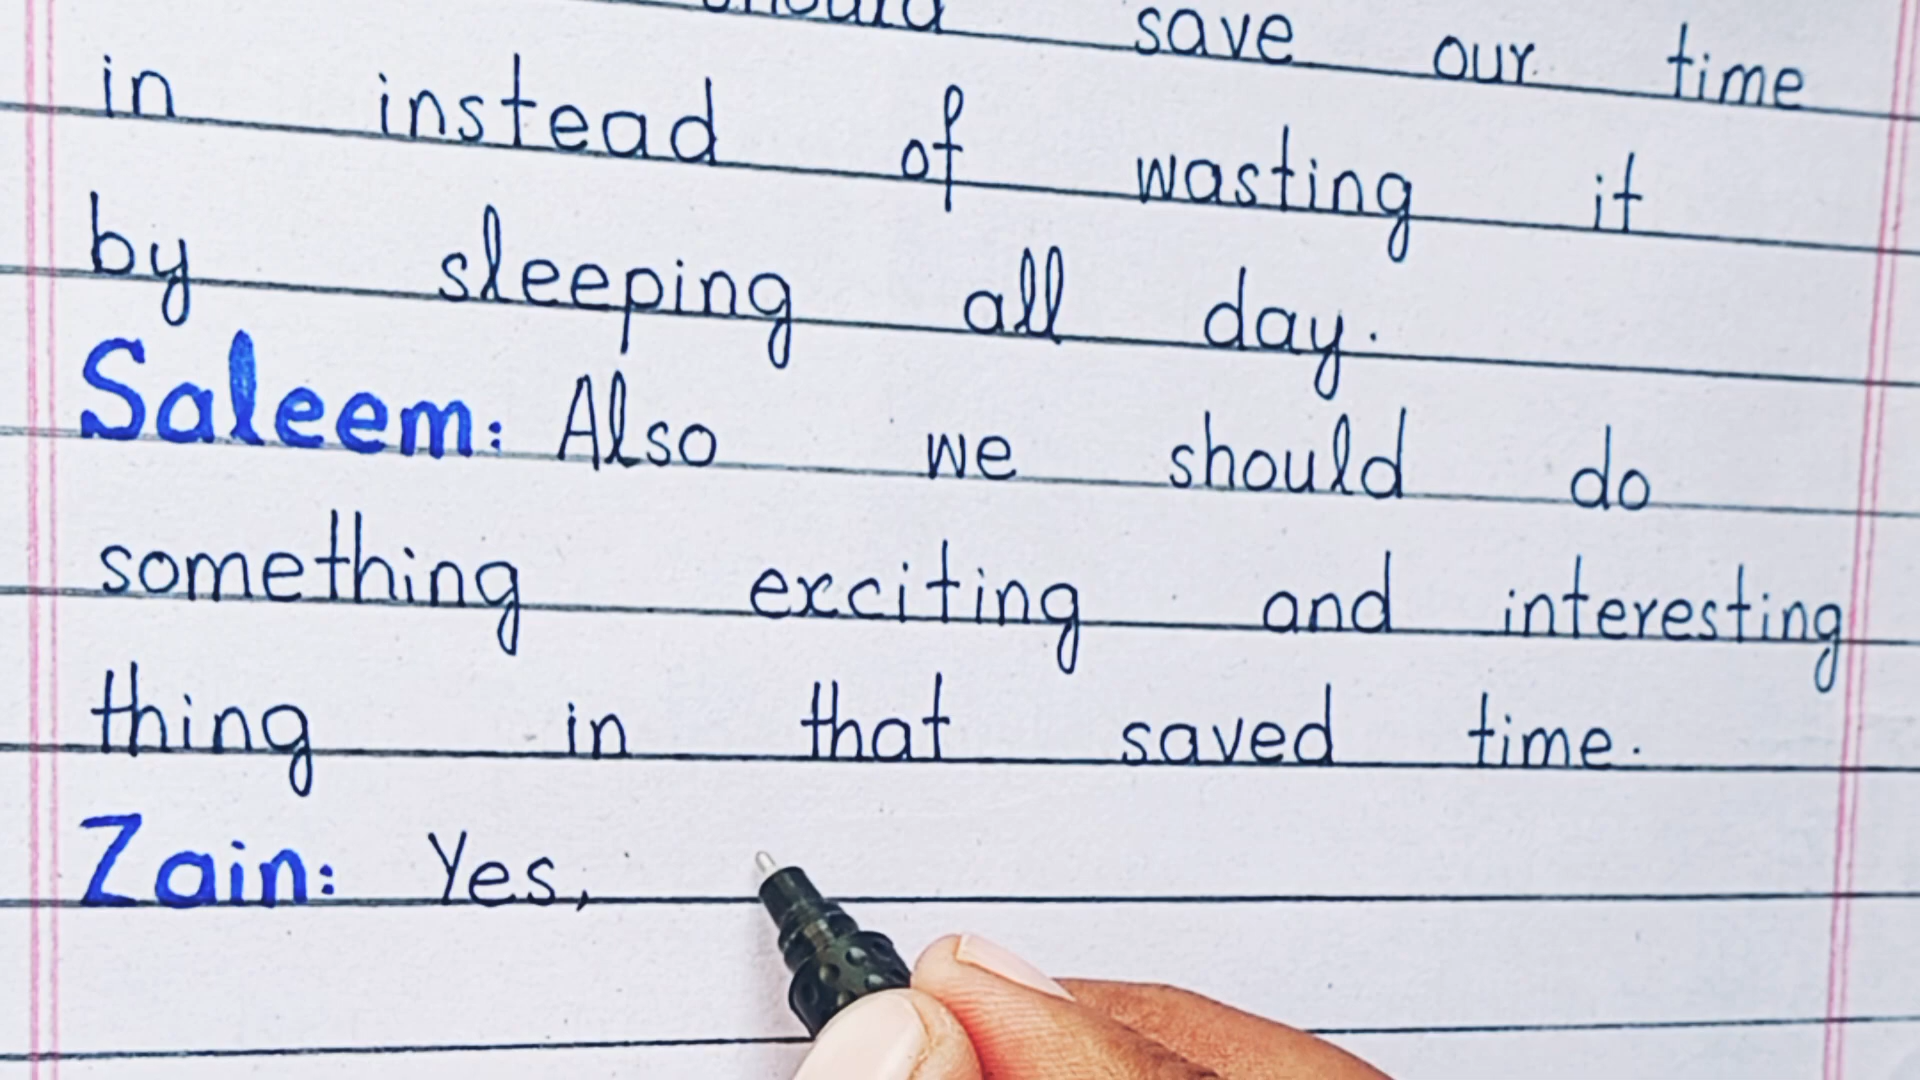 should save our time
in instead of wasting it
by sleeping all day.
Saleem: Also we should do
something exciting and interesting
thing in that saved time.
Zain: Yes,